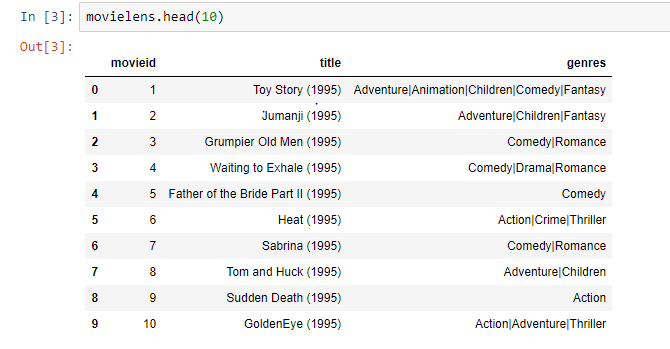 In [3]: movielens.head(10)
Out[3]:
movieid title genres
0 1 Toy Story (1995) Adventure|Animation|Children|Comedy|Fantasy
1 2 Jumanji (1995) Adventure|Children|Fantasy
2 3 Grumpier Old Men (1995) Comedy|Romance
3 4 Waiting to Exhale (1995) Comedy|Drama|Romance
4 5 Father of the Bride Part II (1995) Comedy
5 6 Heat (1995) Action|Crime|Thriller
6 7 Sabrina (1995) Comedy|Romance
7 8 Tom and Huck (1995) Adventure|Children
8 9 Sudden Death (1995) Action
9 10 GoldenEye (1995) Action|Adventure|Thriller